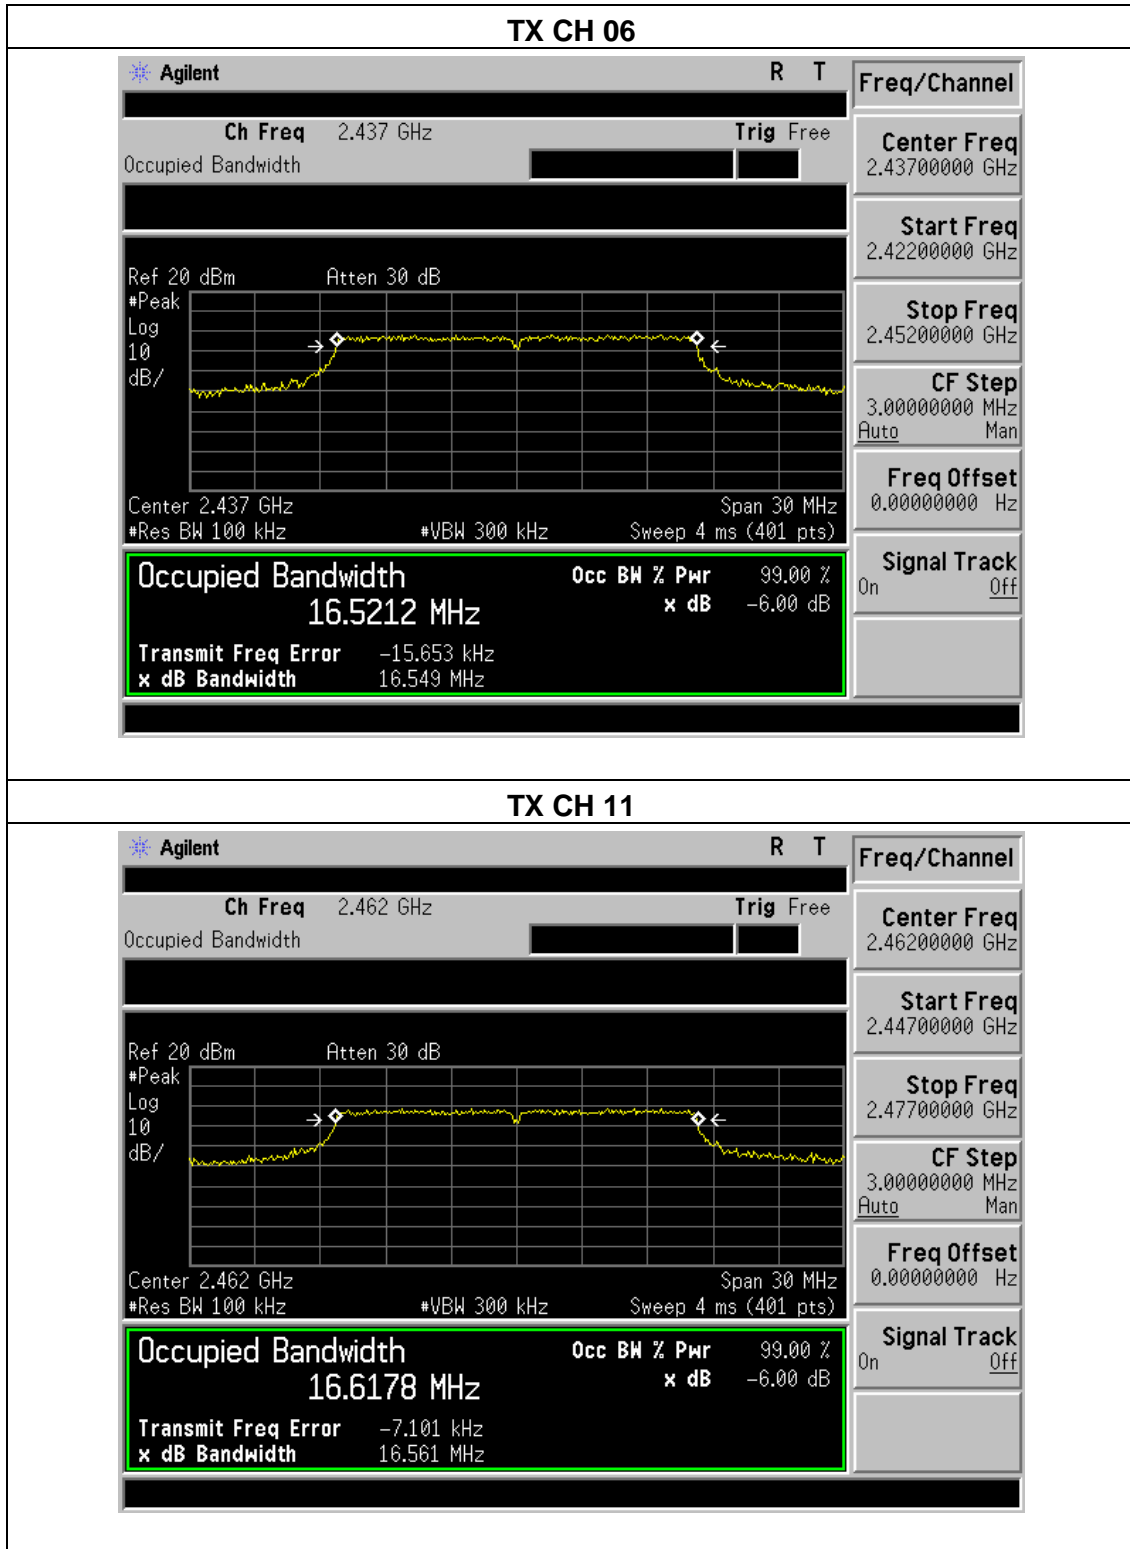 TX CH 06
Agilent R T
Freq/Channel
Ch Freq 2.437 GHz Trig Free
Occupied Bandwidth
Center Freq
2.43700000 GHz
Start Freq
2.42200000 GHz
Stop Freq
2.45200000 GHz
CF Step
3.00000000 MHz
Auto Man
Freq Offset
0.00000000 Hz
Signal Track
On Off
Ref 20 dBm Atten 30 dB
#Peak
Log
10
dB/
Center 2.437 GHz Span 30 MHz
#Res BW 100 kHz #VBW 300 kHz Sweep 4 ms (401 pts)
Occupied Bandwidth Occ BW % Pwr 99.00 %
16.5212 MHz x dB -6.00 dB
Transmit Freq Error -15.653 kHz
x dB Bandwidth 16.549 MHz
TX CH 11
Agilent R T
Freq/Channel
Ch Freq 2.462 GHz Trig Free
Occupied Bandwidth
Center Freq
2.46200000 GHz
Start Freq
2.44700000 GHz
Stop Freq
2.47700000 GHz
CF Step
3.00000000 MHz
Auto Man
Freq Offset
0.00000000 Hz
Signal Track
On Off
Ref 20 dBm Atten 30 dB
#Peak
Log
10
dB/
Center 2.462 GHz Span 30 MHz
#Res BW 100 kHz #VBW 300 kHz Sweep 4 ms (401 pts)
Occupied Bandwidth Occ BW % Pwr 99.00 %
16.6178 MHz x dB -6.00 dB
Transmit Freq Error -7.101 kHz
x dB Bandwidth 16.561 MHz